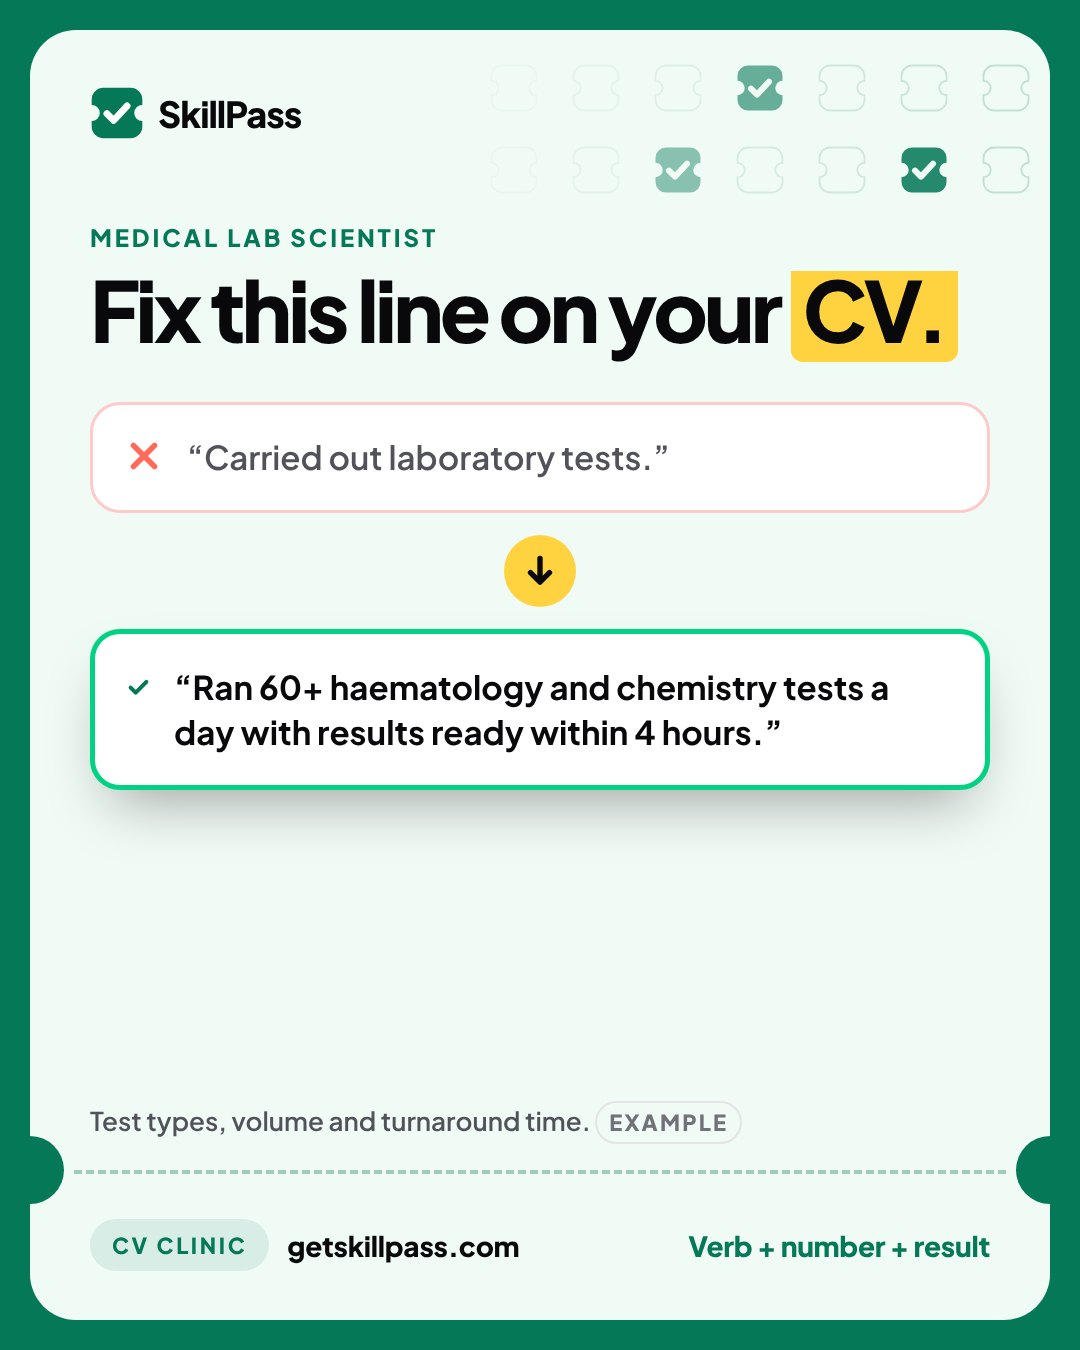 SkillPass
MEDICAL LAB SCIENTIST
Fix this line on your CV.
“Carried out laboratory tests.”
“Ran 60+ haematology and chemistry tests a
day with results ready within 4 hours.”
Test types, volume and turnaround time. EXAMPLE
CV CLINIC getskillpass.com Verb + number + result